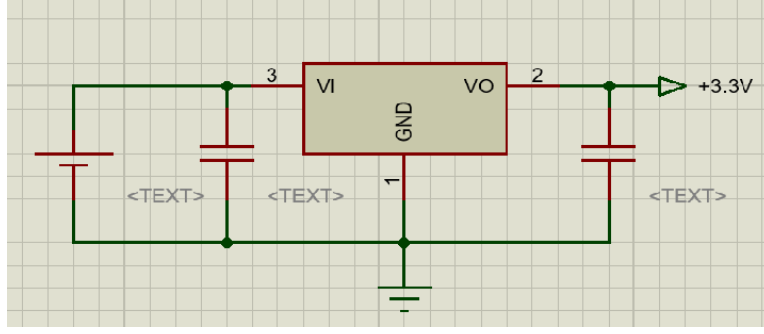 3
VI
VO
2
+3.3V
GND
1
<TEXT>
<TEXT>
<TEXT>